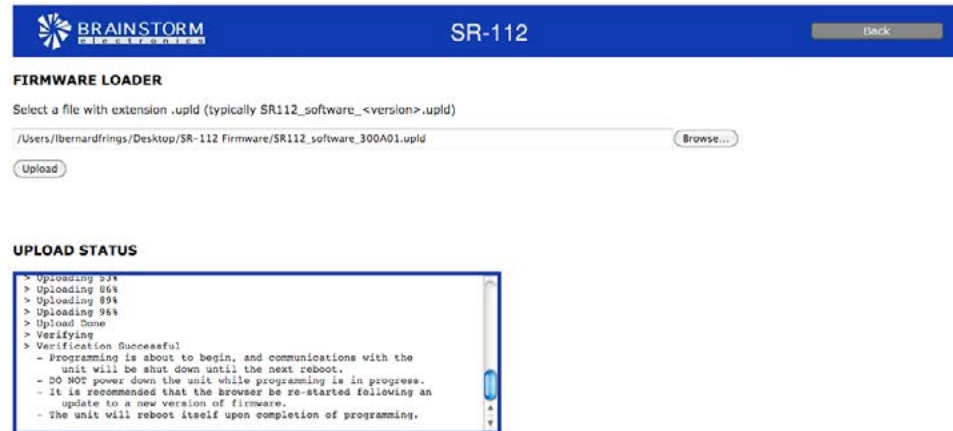 BRAINSTORM
electronics
SR-112
Back
FIRMWARE LOADER
Select a file with extension .upld (typically SR112_software_<version>.upld)
/Users/lbernardfrings/Desktop/SR-112 Firmware/SR112_software_300A01.upld
Browse...
Upload
UPLOAD STATUS
> Uploading 53%
> Uploading 86%
> Uploading 89%
> Uploading 96%
> Upload Done
> Verifying
> Verification Successful
- Programming is about to begin, and communications with the
unit will be shut down until the next reboot.
- DO NOT power down the unit while programming is in progress.
- It is recommended that the browser be re-started following an
update to a new version of firmware.
- The unit will reboot itself upon completion of programming.